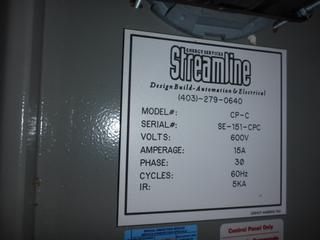 ENERGY SERVICES
Streamline
Design Build - Automation & Electrical
(403)-279-0640
MODEL#: CP-C
SERIAL#: SE-151-CPC
VOLTS: 600V
AMPERAGE: 15A
PHASE: 30
CYCLES: 60Hz
IR: 5KA
Control Panel Only